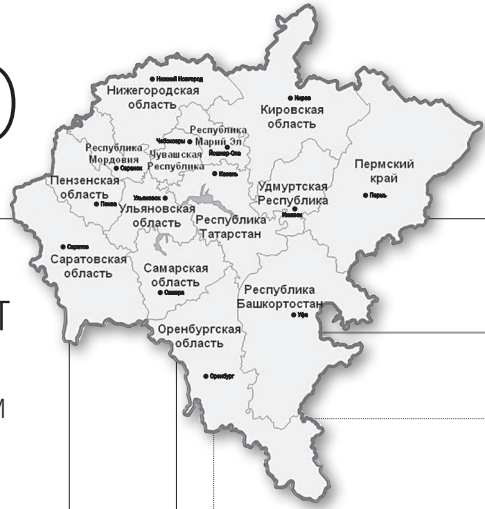 Нижний Новгород
Нижегородская
область
Киров
Кировская
область
Республика
Марий Эл
Йошкар-Ола
Чебоксары
Чувашская
Республика
Республика
Мордовия
Саранск
Казань
Пермский
край
Пермь
Пензенская
область
Пенза
Ульяновск
Ульяновская
область
Удмуртская
Республика
Ижевск
Республика
Татарстан
Саратов
Саратовская
область
Самарская
область
Самара
Республика
Башкортостан
Уфа
Т
Оренбургская
область
Оренбург
м